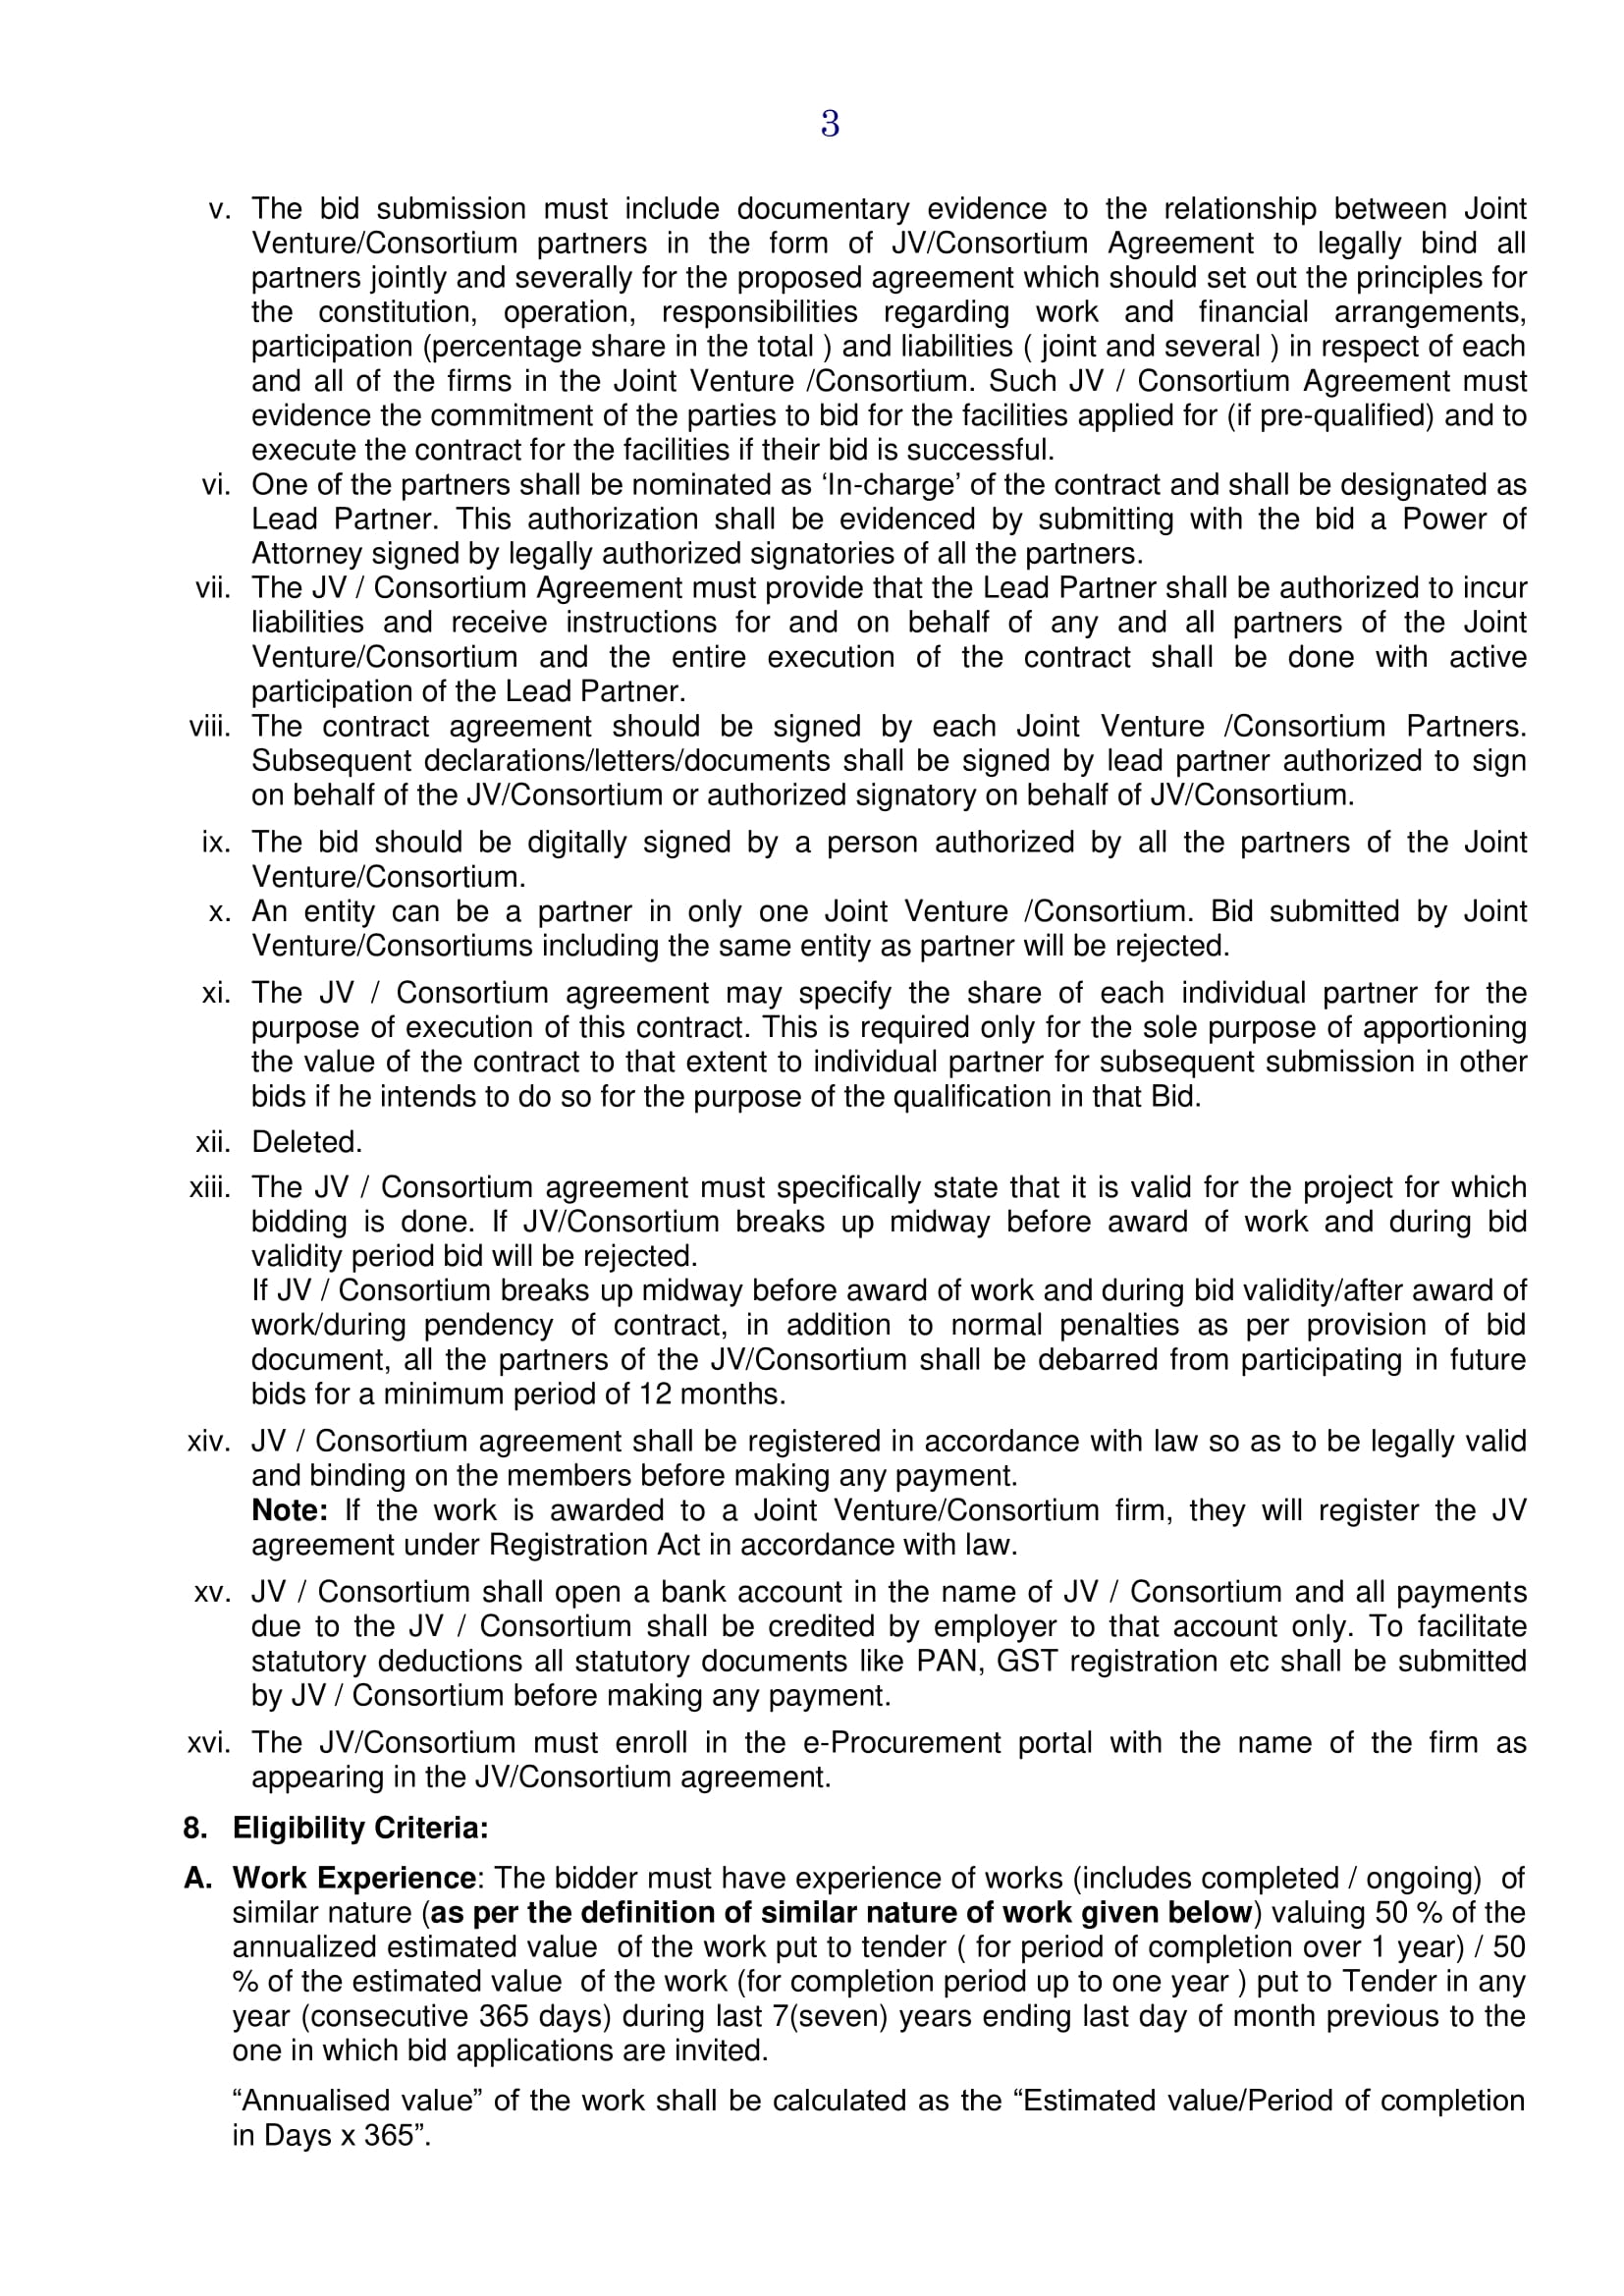 3
v. The bid submission must include documentary evidence to the relationship between Joint
Venture/Consortium partners in the form of JV/Consortium Agreement to legally bind all
partners jointly and severally for the proposed agreement which should set out the principles for
the constitution, operation, responsibilities regarding work and financial arrangements,
participation (percentage share in the total ) and liabilities ( joint and several ) in respect of each
and all of the firms in the Joint Venture /Consortium. Such JV / Consortium Agreement must
evidence the commitment of the parties to bid for the facilities applied for (if pre-qualified) and to
execute the contract for the facilities if their bid is successful.
vi. One of the partners shall be nominated as ‘In-charge’ of the contract and shall be designated as
Lead Partner. This authorization shall be evidenced by submitting with the bid a Power of
Attorney signed by legally authorized signatories of all the partners.
vii. The JV / Consortium Agreement must provide that the Lead Partner shall be authorized to incur
liabilities and receive instructions for and on behalf of any and all partners of the Joint
Venture/Consortium and the entire execution of the contract shall be done with active
participation of the Lead Partner.
viii. The contract agreement should be signed by each Joint Venture /Consortium Partners.
Subsequent declarations/letters/documents shall be signed by lead partner authorized to sign
on behalf of the JV/Consortium or authorized signatory on behalf of JV/Consortium.
ix. The bid should be digitally signed by a person authorized by all the partners of the Joint
Venture/Consortium.
x. An entity can be a partner in only one Joint Venture /Consortium. Bid submitted by Joint
Venture/Consortiums including the same entity as partner will be rejected.
xi. The JV / Consortium agreement may specify the share of each individual partner for the
purpose of execution of this contract. This is required only for the sole purpose of apportioning
the value of the contract to that extent to individual partner for subsequent submission in other
bids if he intends to do so for the purpose of the qualification in that Bid.
xii. Deleted.
xiii. The JV / Consortium agreement must specifically state that it is valid for the project for which
bidding is done. If JV/Consortium breaks up midway before award of work and during bid
validity period bid will be rejected.
If JV / Consortium breaks up midway before award of work and during bid validity/after award of
work/during pendency of contract, in addition to normal penalties as per provision of bid
document, all the partners of the JV/Consortium shall be debarred from participating in future
bids for a minimum period of 12 months.
xiv. JV / Consortium agreement shall be registered in accordance with law so as to be legally valid
and binding on the members before making any payment.
Note: If the work is awarded to a Joint Venture/Consortium firm, they will register the JV
agreement under Registration Act in accordance with law.
xv. JV / Consortium shall open a bank account in the name of JV / Consortium and all payments
due to the JV / Consortium shall be credited by employer to that account only. To facilitate
statutory deductions all statutory documents like PAN, GST registration etc shall be submitted
by JV / Consortium before making any payment.
xvi. The JV/Consortium must enroll in the e-Procurement portal with the name of the firm as
appearing in the JV/Consortium agreement.
8. Eligibility Criteria:
A. Work Experience: The bidder must have experience of works (includes completed / ongoing) of
similar nature (as per the definition of similar nature of work given below) valuing 50 % of the
annualized estimated value of the work put to tender ( for period of completion over 1 year) / 50
% of the estimated value of the work (for completion period up to one year ) put to Tender in any
year (consecutive 365 days) during last 7(seven) years ending last day of month previous to the
one in which bid applications are invited.
“Annualised value” of the work shall be calculated as the “Estimated value/Period of completion
in Days x 365”.